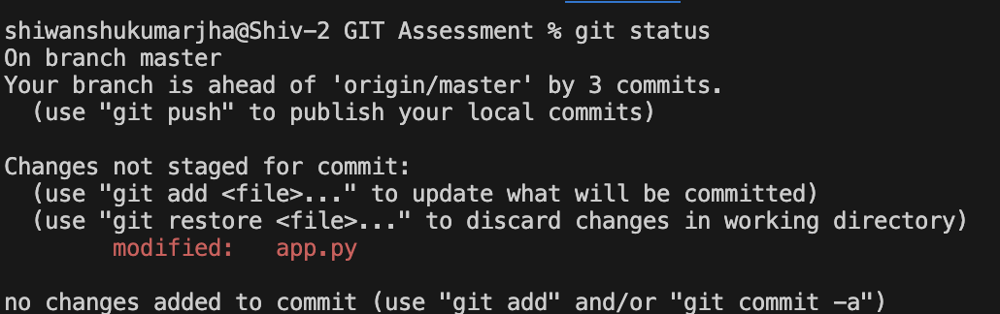 shiwanshukumarjha@Shiv-2 GIT Assessment % git status
On branch master
Your branch is ahead of 'origin/master' by 3 commits.
  (use "git push" to publish your local commits)

Changes not staged for commit:
  (use "git add <file>..." to update what will be committed)
  (use "git restore <file>..." to discard changes in working directory)
        modified:   app.py

no changes added to commit (use "git add" and/or "git commit -a")